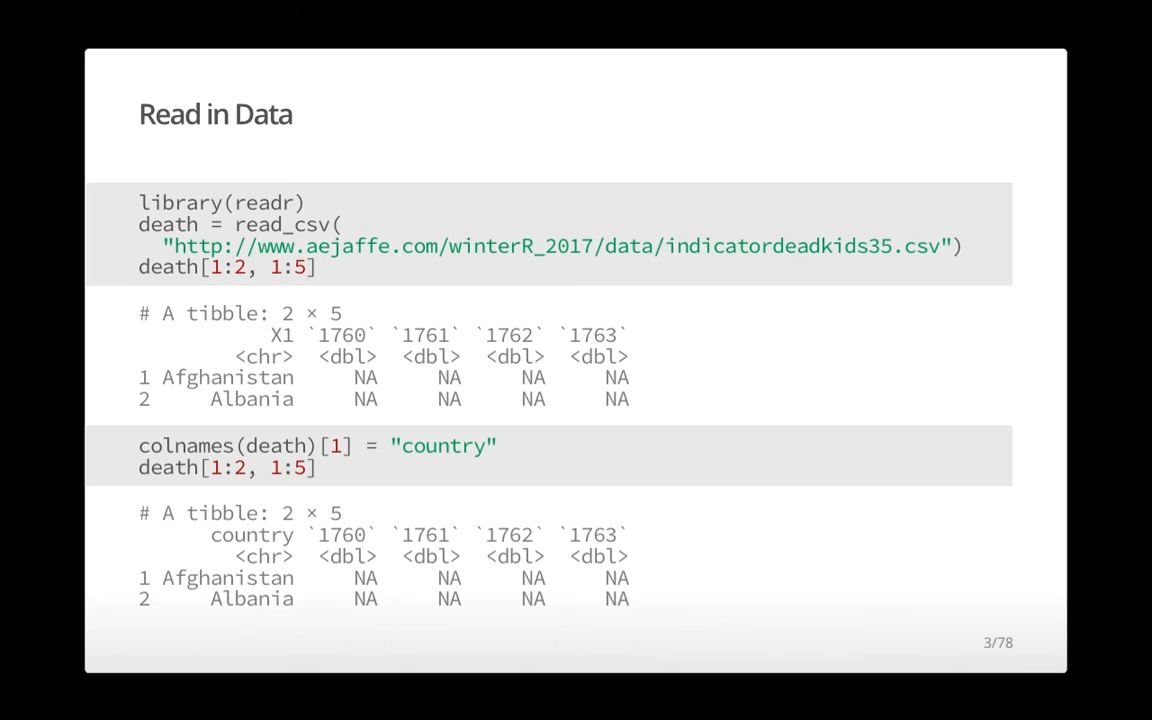 Read in Data
library(readr)
death = read_csv(
  "http://www.aejaffe.com/winterR_2017/data/indicatordeadkids35.csv")
death[1:2, 1:5]
# A tibble: 2 × 5
           X1 `1760` `1761` `1762` `1763`
        <chr>  <dbl>  <dbl>  <dbl>  <dbl>
1 Afghanistan     NA     NA     NA     NA
2     Albania     NA     NA     NA     NA
colnames(death)[1] = "country"
death[1:2, 1:5]
# A tibble: 2 × 5
      country `1760` `1761` `1762` `1763`
        <chr>  <dbl>  <dbl>  <dbl>  <dbl>
1 Afghanistan     NA     NA     NA     NA
2     Albania     NA     NA     NA     NA
3/78